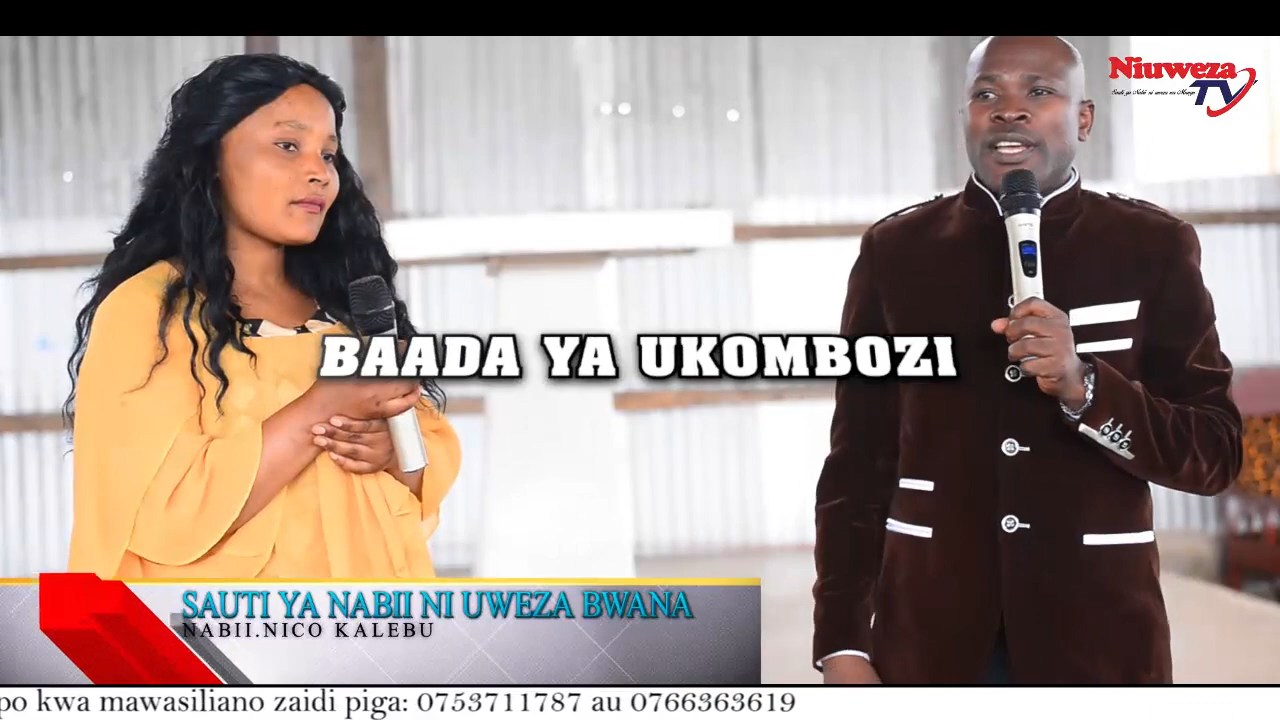 Niuweza
TV
BAADA YA UKOMBOZI
SAUTI YA NABII NI UWEZA BWANA
NABII.NICO KALEBU
po kwa mawasiliano zaidi piga: 0753711787 au 0766363619